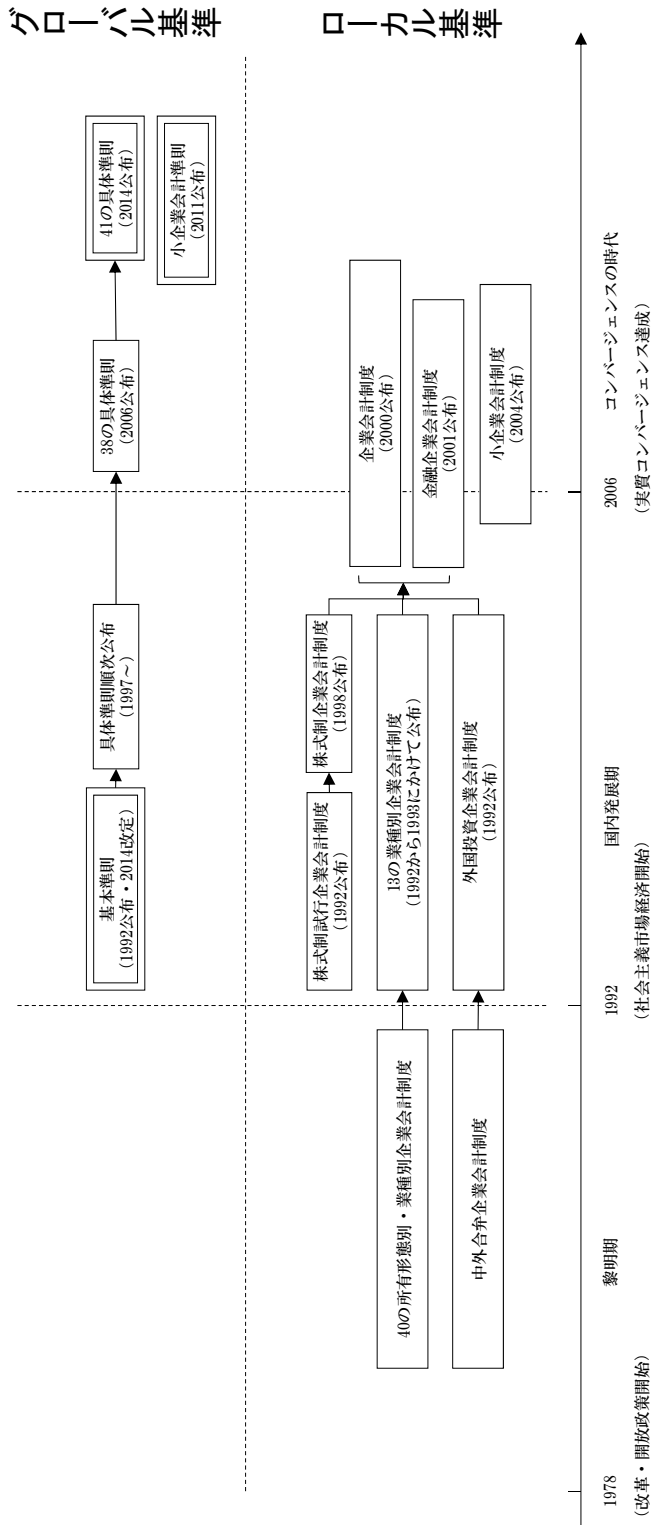 グローバル基準
基本準則
（1992公布・2014改定）
具体準則順次公布
（1997～）
38の具体準則
（2006公布）
41の具体準則
（2014公布）
小企業会計準則
（2011公布）
ローカル基準
40の所有形態別・業種別企業会計制度
中外合弁企業会計制度
株式制試行企業会計制度
（1992公布）
株式制企業会計制度
（1998公布）
13の業種別企業会計制度
（1992から1993にかけて公布）
外国投資企業会計制度
（1992公布）
企業会計制度
（2000公布）
金融企業会計制度
（2001公布）
小企業会計制度
（2004公布）
1978
（改革・開放政策開始）
黎明期
1992
（社会主義市場経済開始）
国内発展期
2006
（実質コンバージェンス達成）
コンバージェンスの時代